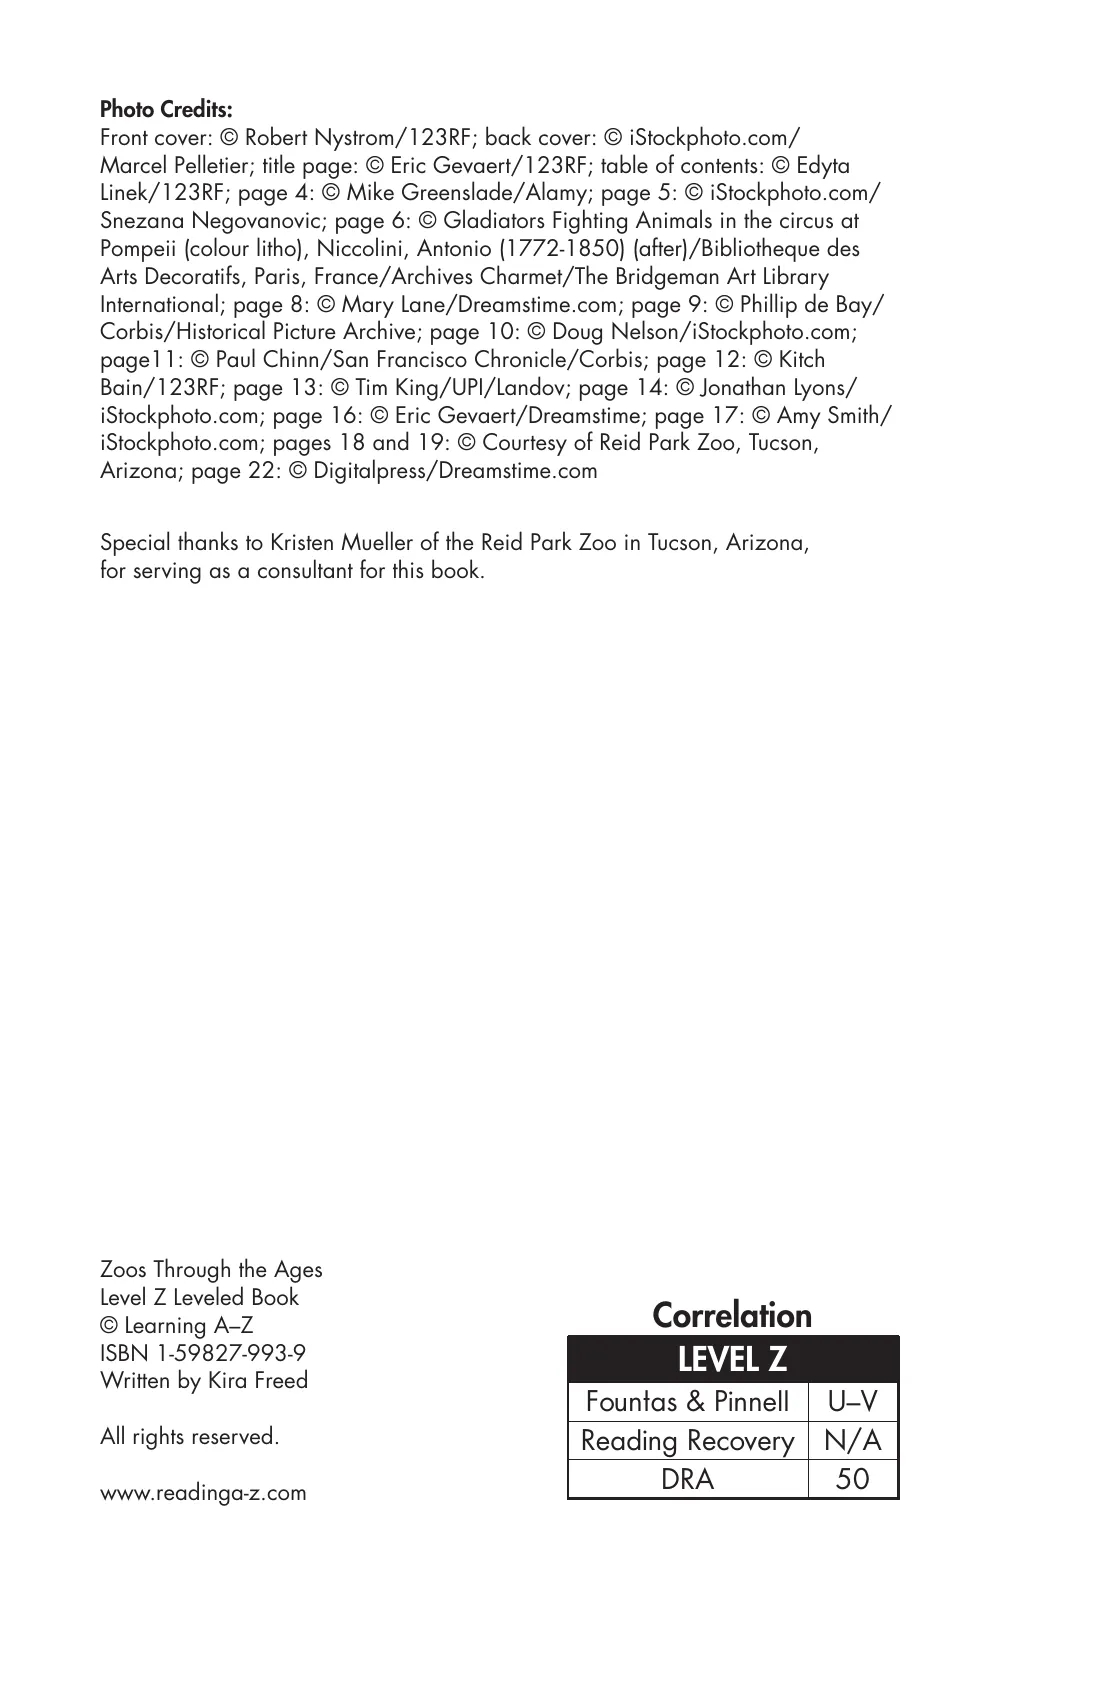 Photo Credits:
Front cover: © Robert Nystrom/123RF; back cover: © iStockphoto.com/
Marcel Pelletier; title page: © Eric Gevaert/123RF; table of contents: © Edyta
Linek/123RF; page 4: © Mike Greenslade/Alamy; page 5: © iStockphoto.com/
Snezana Negovanovic; page 6: © Gladiators Fighting Animals in the circus at
Pompeii (colour litho), Niccolini, Antonio (1772-1850) (after)/Bibliotheque des
Arts Decoratifs, Paris, France/Archives Charmet/The Bridgeman Art Library
International; page 8: © Mary Lane/Dreamstime.com; page 9: © Phillip de Bay/
Corbis/Historical Picture Archive; page 10: © Doug Nelson/iStockphoto.com;
page11: © Paul Chinn/San Francisco Chronicle/Corbis; page 12: © Kitch
Bain/123RF; page 13: © Tim King/UPI/Landov; page 14: © Jonathan Lyons/
iStockphoto.com; page 16: © Eric Gevaert/Dreamstime; page 17: © Amy Smith/
iStockphoto.com; pages 18 and 19: © Courtesy of Reid Park Zoo, Tucson,
Arizona; page 22: © Digitalpress/Dreamstime.com
Special thanks to Kristen Mueller of the Reid Park Zoo in Tucson, Arizona,
for serving as a consultant for this book.
Zoos Through the Ages
Level Z Leveled Book
© Learning A–Z
ISBN 1-59827-993-9
Written by Kira Freed
All rights reserved.
www.readinga-z.com
Correlation
LEVEL Z
Fountas & Pinnell U–V
Reading Recovery N/A
DRA 50